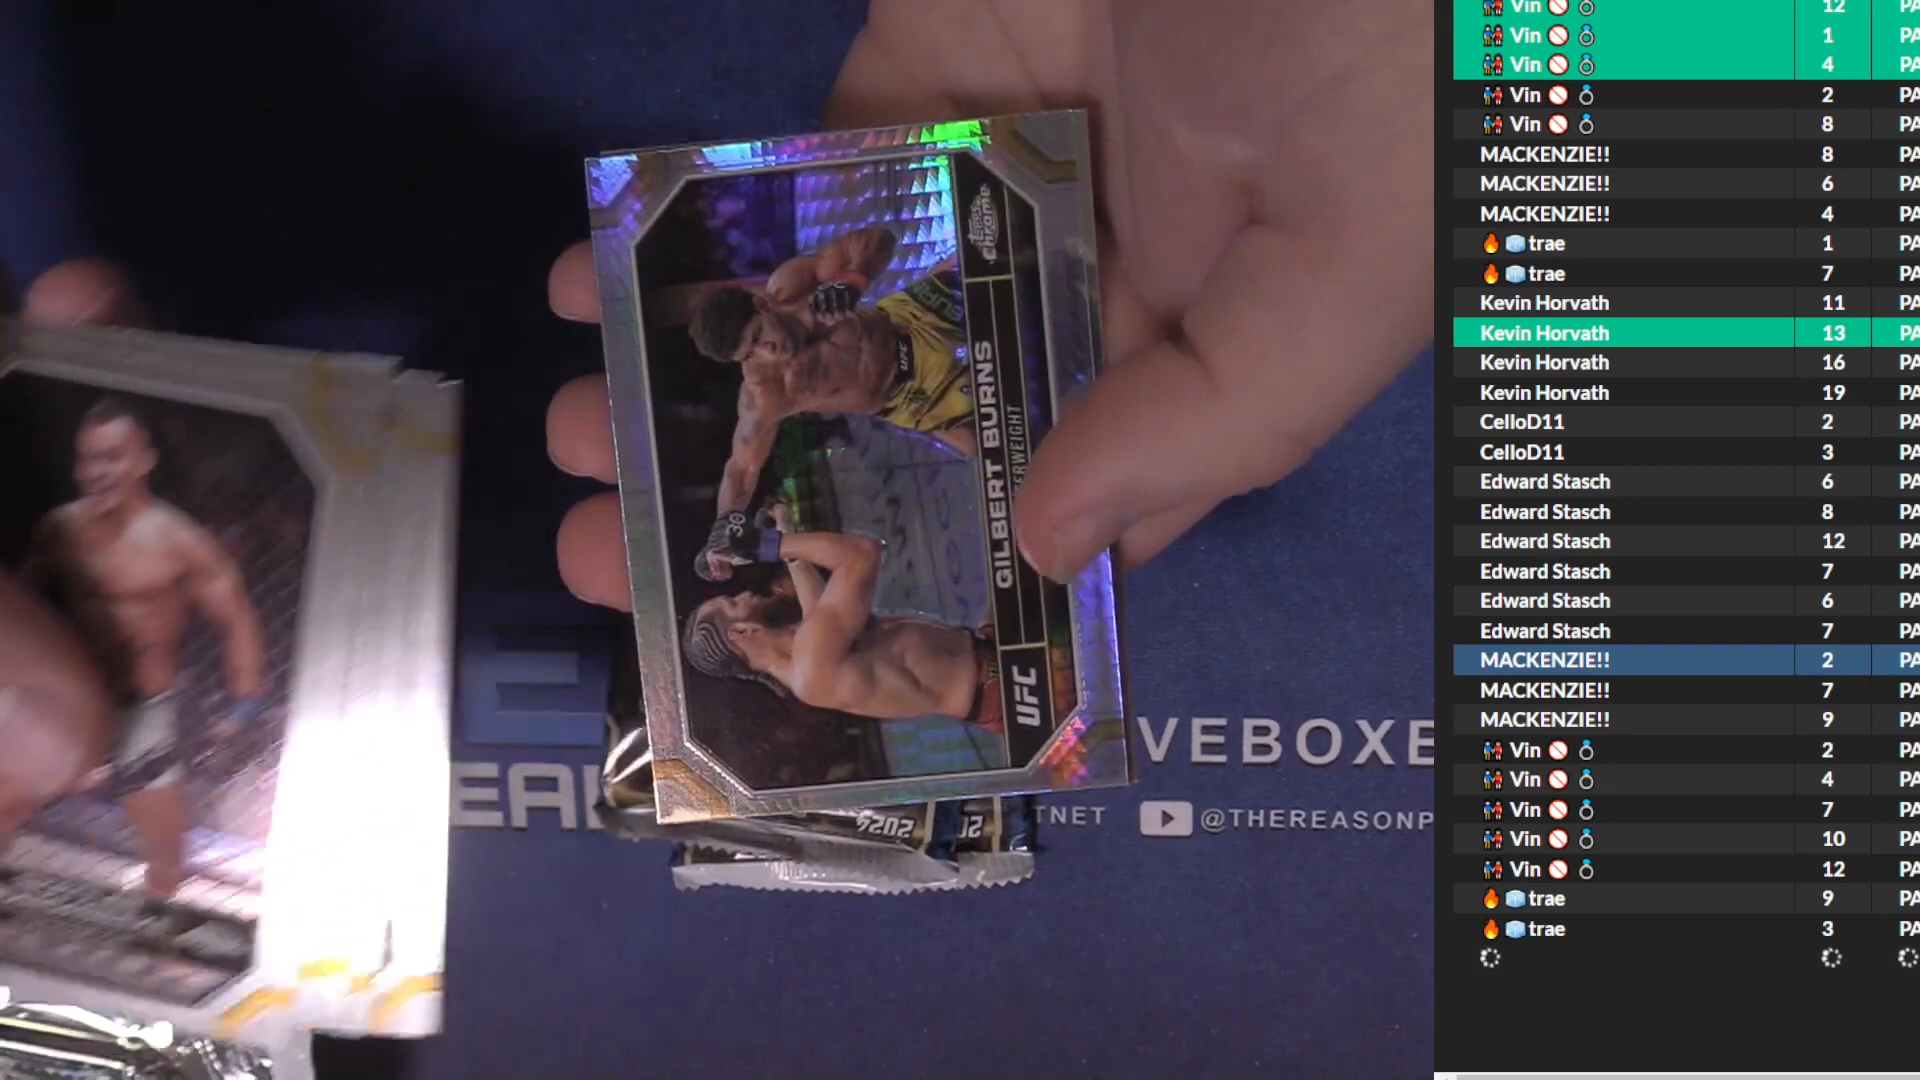 Vin 12 PA
Vin 1 PA
Vin 4 PA
Vin 2 PA
Vin 8 PA
MACKENZIE!! 8 PA
MACKENZIE!! 6 PA
MACKENZIE!! 4 PA
trae 1 PA
trae 7 PA
Kevin Horvath 11 PA
Kevin Horvath 13 PA
Kevin Horvath 16 PA
Kevin Horvath 19 PA
CelloD11 2 PA
CelloD11 3 PA
Edward Stasch 6 PA
Edward Stasch 8 PA
Edward Stasch 12 PA
Edward Stasch 7 PA
Edward Stasch 6 PA
Edward Stasch 7 PA
MACKENZIE!! 2 PA
MACKENZIE!! 7 PA
MACKENZIE!! 9 PA
Vin 2 PA
Vin 4 PA
Vin 7 PA
Vin 10 PA
Vin 12 PA
trae 9 PA
trae 3 PA
Topps Chrome
GILBERT BURNS
UFC
UFC
30
VEBOXE
EAL
TNET
@THEREASONP
2024
20